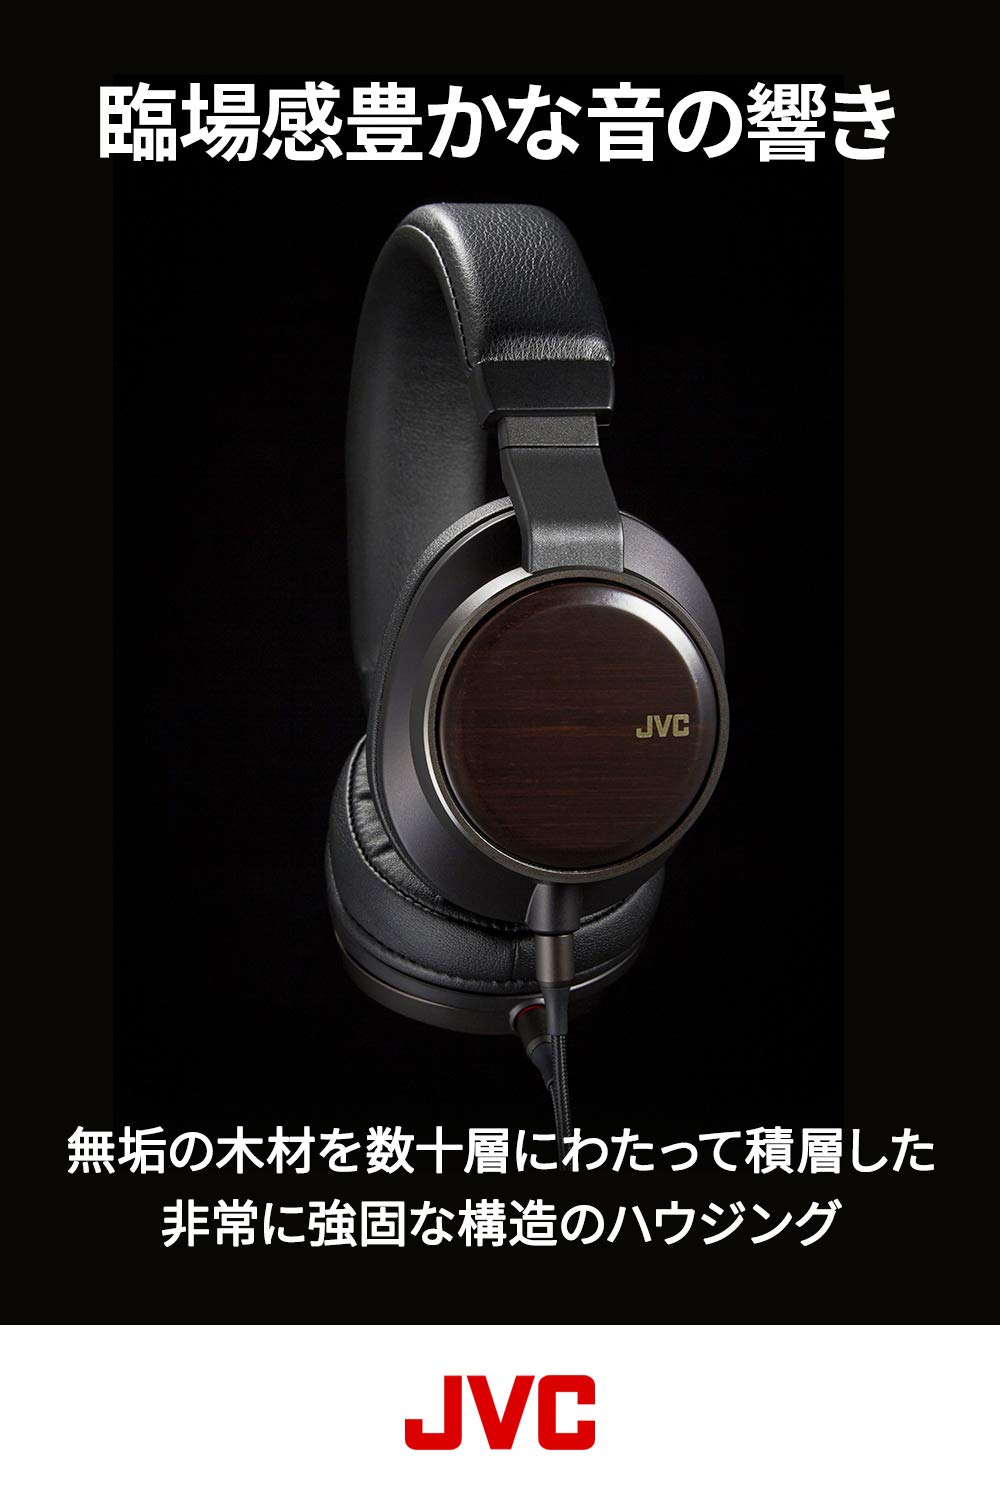 臨場感豊かな音の響き
JVC
無垢の木材を数十層にわたって積層した
非常に強固な構造のハウジング
JVC